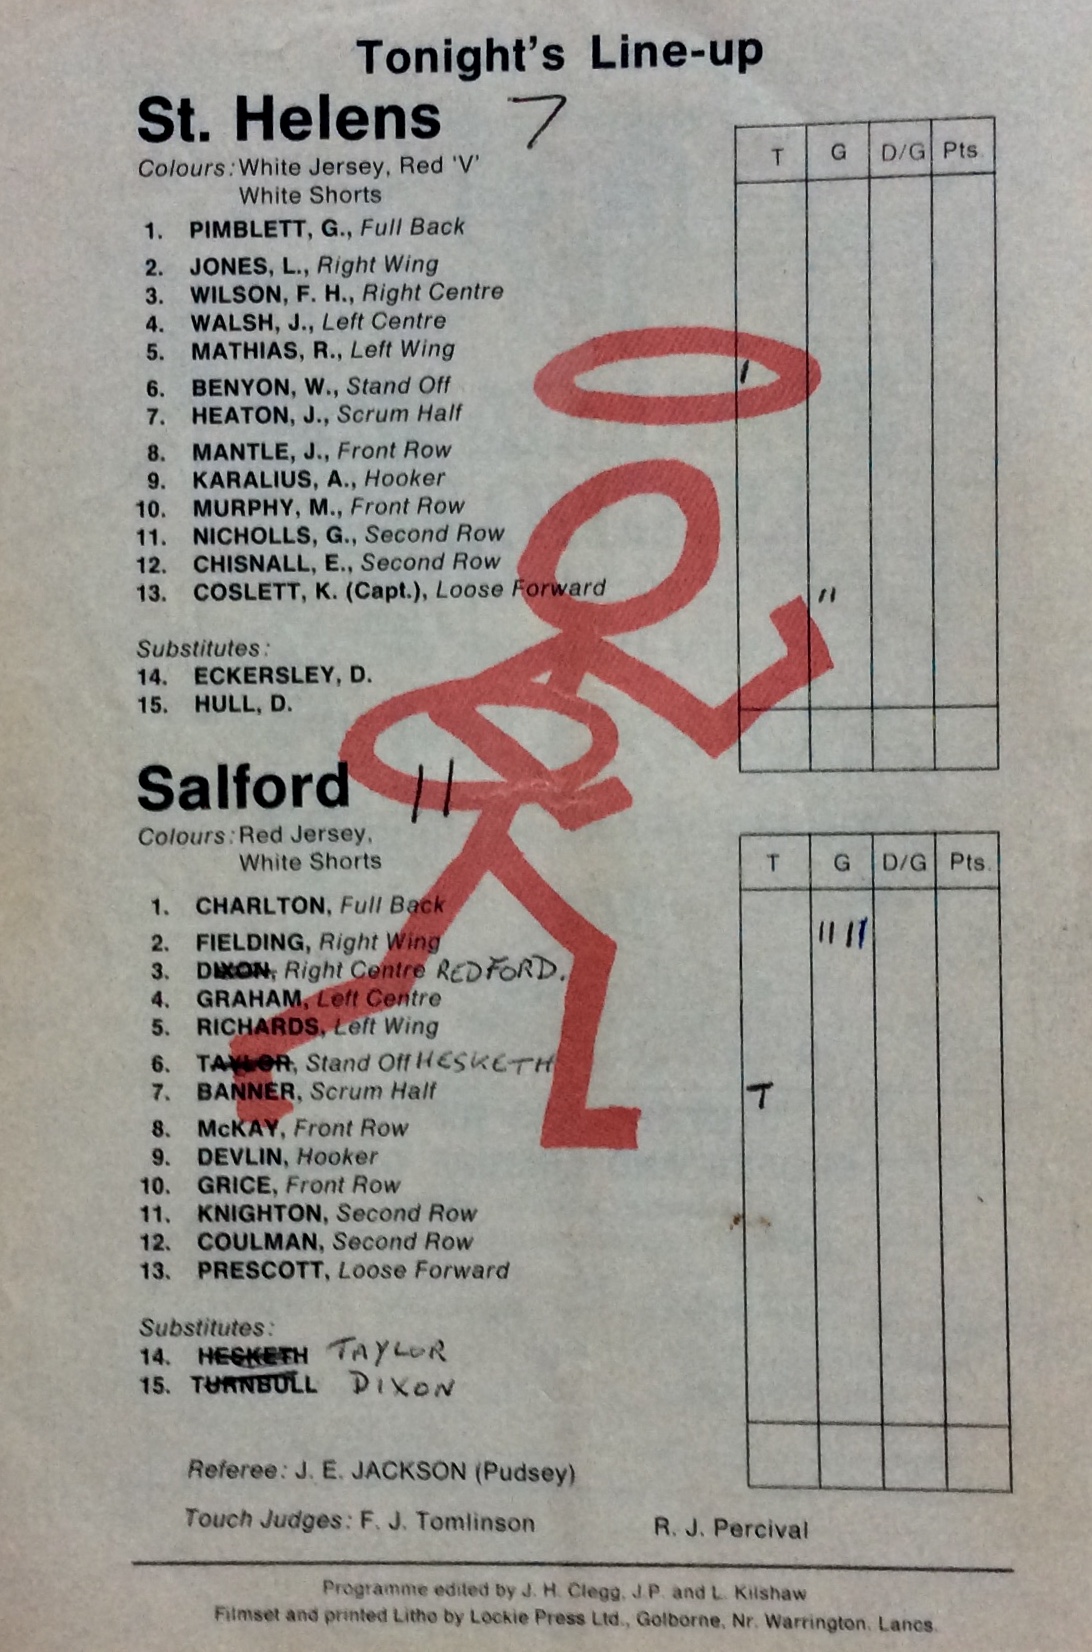 Tonight's Line-up
St. Helens 7
Colours: White Jersey, Red 'V'
White Shorts
T G D/G Pts.
1. PIMBLETT, G., Full Back
2. JONES, L., Right Wing
3. WILSON, F. H., Right Centre
4. WALSH, J., Left Centre
5. MATHIAS, R., Left Wing
6. BENYON, W., Stand Off I
7. HEATON, J., Scrum Half
8. MANTLE, J., Front Row
9. KARALIUS, A., Hooker
10. MURPHY, M., Front Row
11. NICHOLLS, G., Second Row
12. CHISNALL, E., Second Row
13. COSLETT, K. (Capt.), Loose Forward II
Substitutes:
14. ECKERSLEY, D.
15. HULL, D.
Salford 11
Colours: Red Jersey,
White Shorts
T G D/G Pts.
1. CHARLTON, Full Back
2. FIELDING, Right Wing IIII
3. DIXON, Right Centre REDFORD.
4. GRAHAM, Left Centre
5. RICHARDS, Left Wing
6. TAYLOR, Stand Off HESKETH
7. BANNER, Scrum Half T
8. McKAY, Front Row
9. DEVLIN, Hooker
10. GRICE, Front Row
11. KNIGHTON, Second Row
12. COULMAN, Second Row
13. PRESCOTT, Loose Forward
Substitutes:
14. HESKETH TAYLOR
15. TURNBULL DIXON
Referee: J. E. JACKSON (Pudsey)
Touch Judges: F. J. Tomlinson R. J. Percival
Programme edited by J. H. Clegg, J.P. and L. Kilshaw
Filmset and printed Litho by Lockie Press Ltd., Golborne, Nr. Warrington, Lancs.